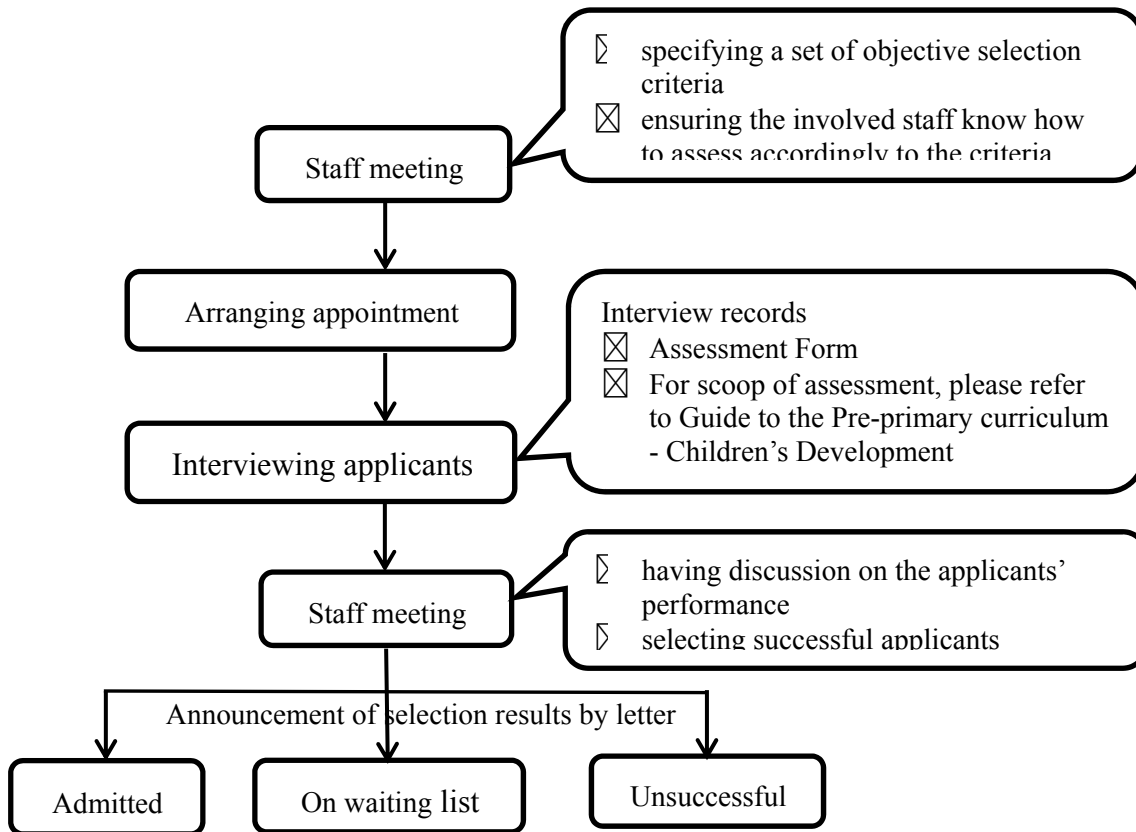 specifying a set of objective selection
criteria
ensuring the involved staff know how
to assess accordingly to the criteria
Staff meeting
Arranging appointment
Interview records
Assessment Form
For scoop of assessment, please refer
to Guide to the Pre-primary curriculum
- Children’s Development
Interviewing applicants
having discussion on the applicants’
performance
selecting successful applicants
Staff meeting
Announcement of selection results by letter
Admitted
On waiting list
Unsuccessful